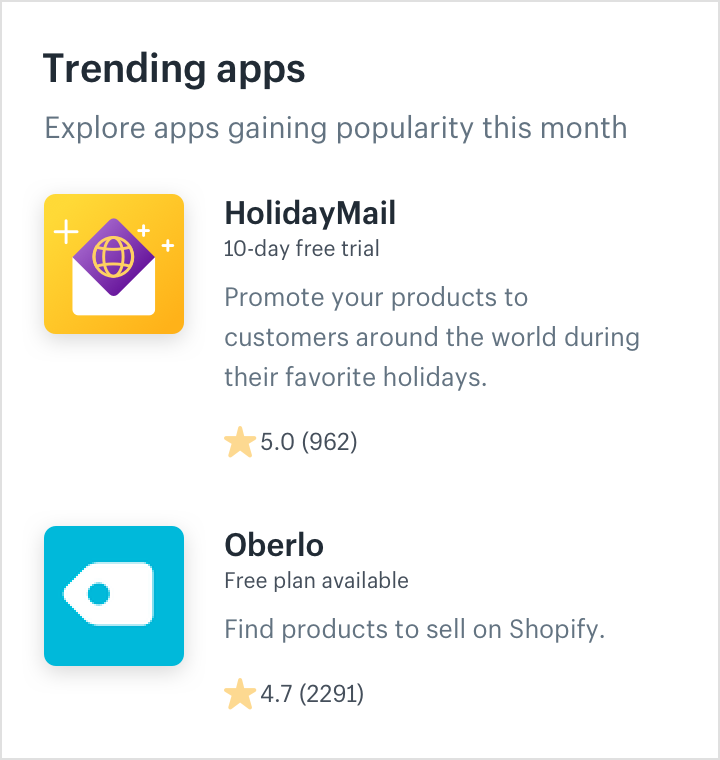 Trending apps
Explore apps gaining popularity this month
HolidayMail
10-day free trial
Promote your products to
customers around the world during
their favorite holidays.
5.0 (962)
Oberlo
Free plan available
Find products to sell on Shopify.
4.7 (2291)